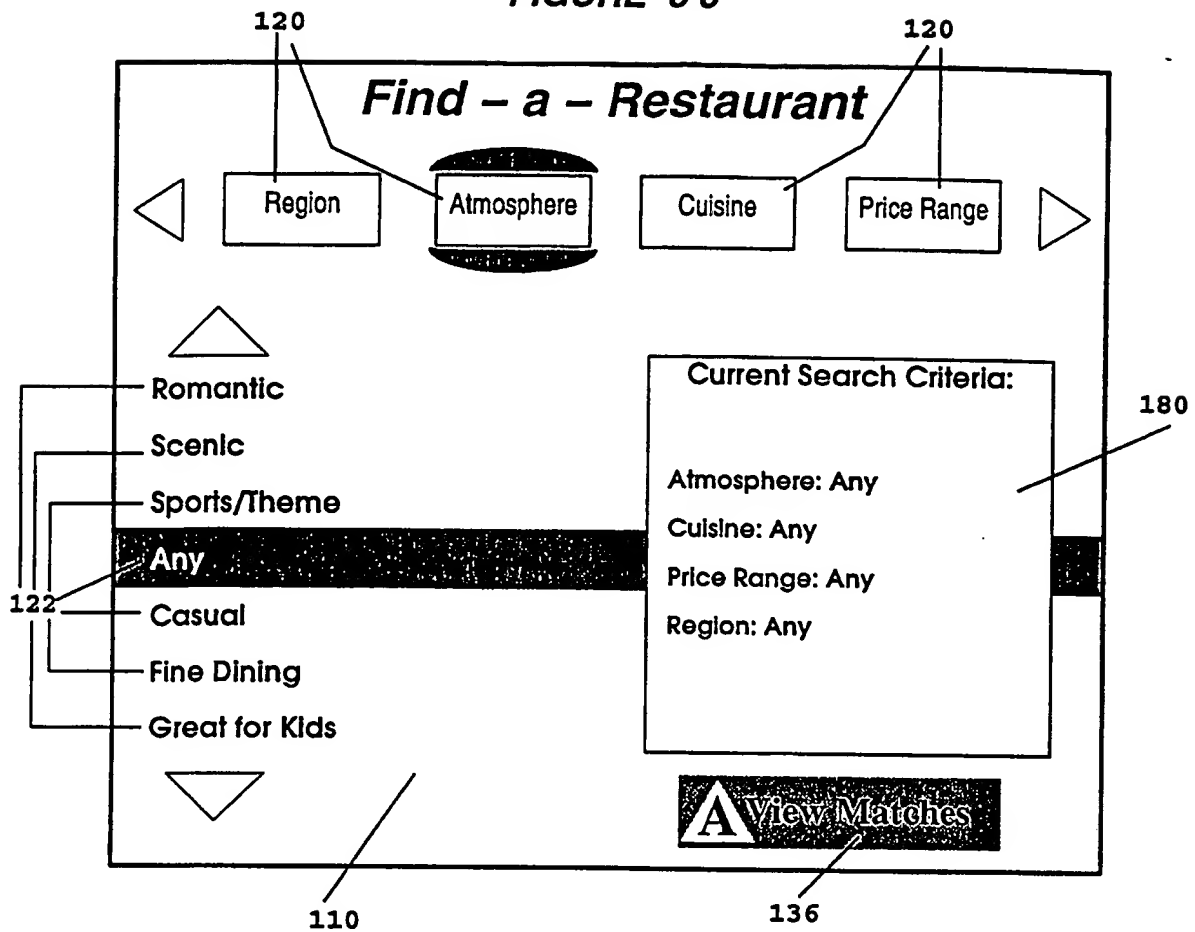 120
120
Find – a – Restaurant
Region
Atmosphere
Cuisine
Price Range
Romantic
Scenic
Sports/Theme
Any
Casual
Fine Dining
Great for Kids
122
Current Search Criteria:
Atmosphere: Any
Cuisine: Any
Price Range: Any
Region: Any
180
A View Matches
110
136